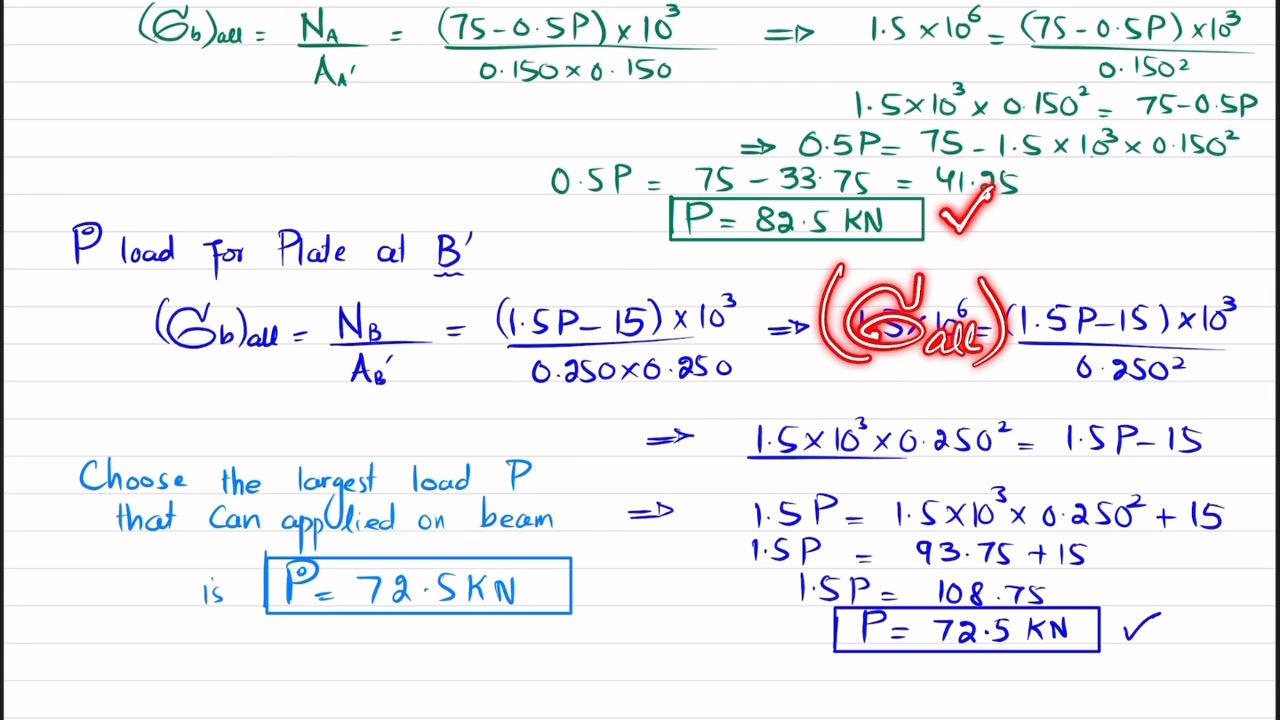 (σb)all = NA / AA' = (75-0.5P)×10³ / 0.150×0.150 ⇒ 1.5×10⁶ = (75-0.5P)×10³ / 0.150²
1.5×10³×0.150² = 75-0.5P
⇒ 0.5P = 75-1.5×10³×0.150²
0.5P = 75-33.75 = 41.25
P = 82.5 KN ✓
P load for Plate at B'
(σb)all = NB / AB' = (1.5P-15)×10³ / 0.250×0.250 ⇒ 1.5×10⁶ = (1.5P-15)×10³ / 0.250²
(σall)
⇒ 1.5×10³×0.250² = 1.5P-15
Choose the largest load P
that Can applied on beam
is P = 72.5 KN
⇒ 1.5P = 1.5×10³×0.250²+15
1.5P = 93.75+15
1.5P = 108.75
P = 72.5 KN ✓